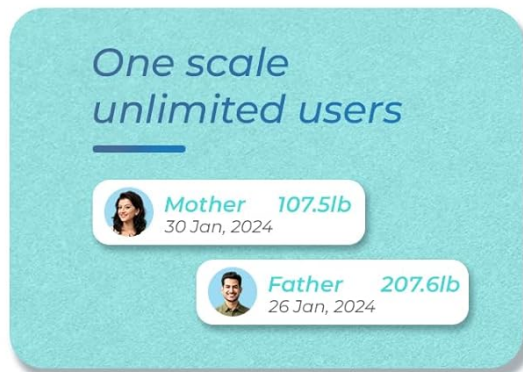 One scale
unlimited users
Mother 107.5lb
30 Jan, 2024
Father 207.6lb
26 Jan, 2024